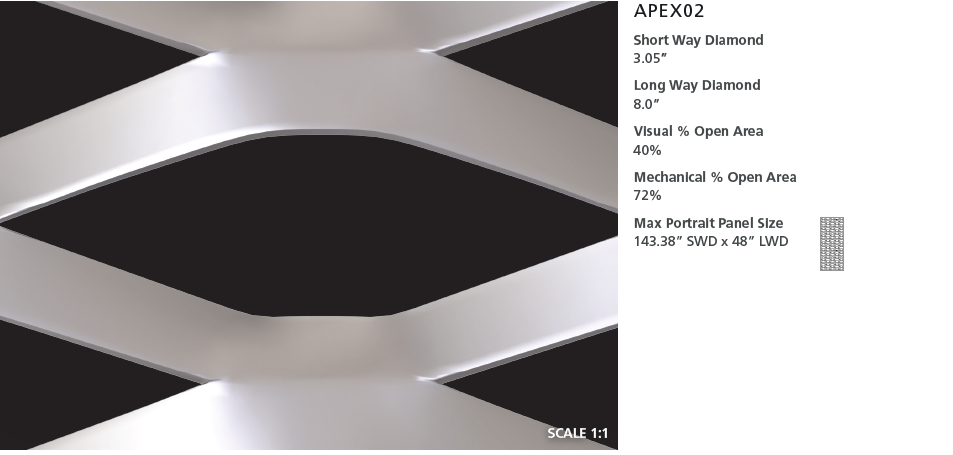 APEX02
Short Way Diamond
3.05”
Long Way Diamond
8.0”
Visual % Open Area
40%
Mechanical % Open Area
72%
Max Portrait Panel Size
143.38” SWD x 48” LWD
SCALE 1:1